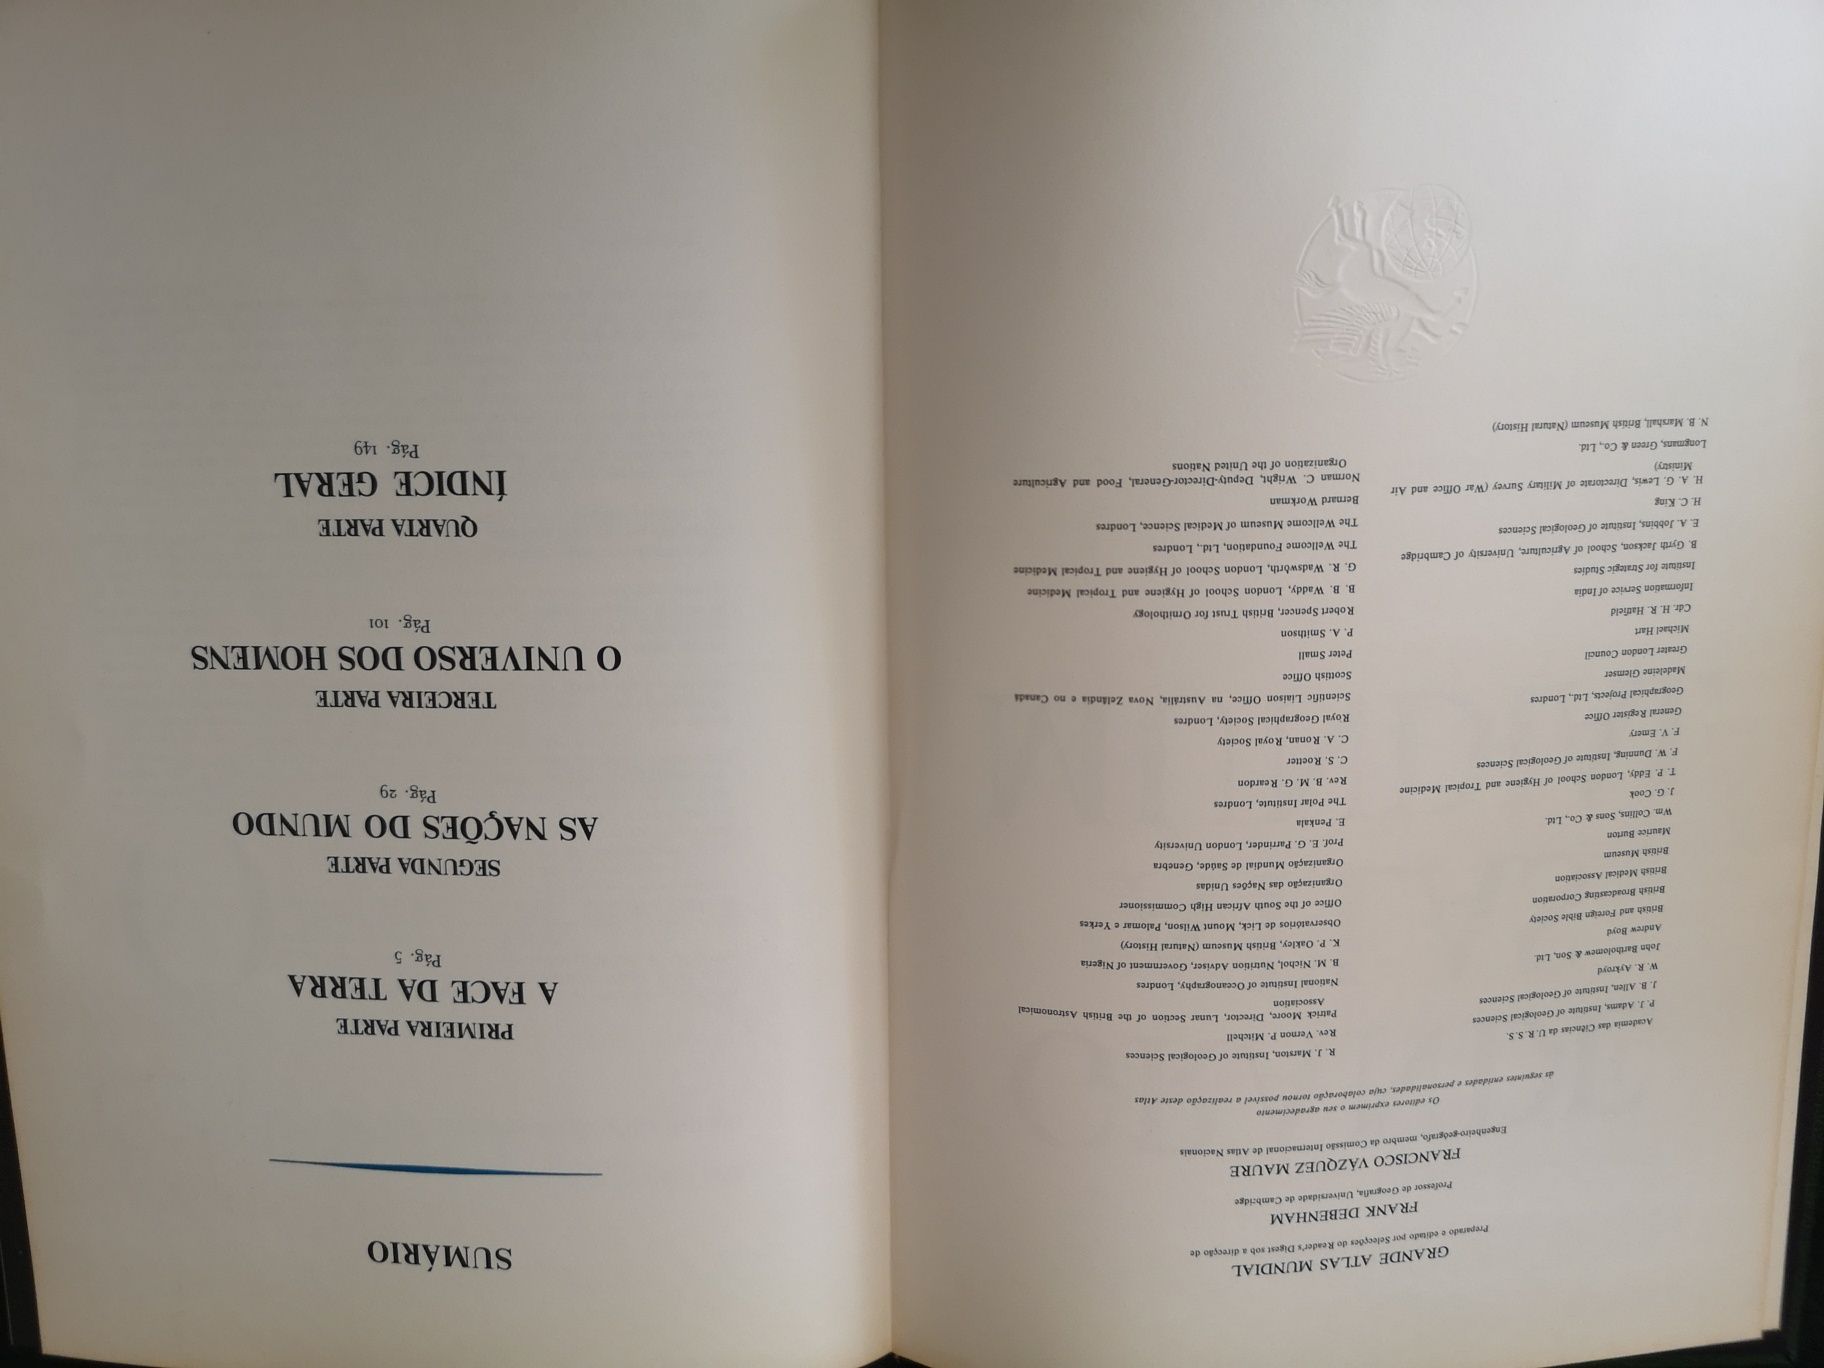 GRANDE ATLAS MUNDIAL
Preparado e editado por Selecções do Reader's Digest sob a direcção de
FRANK DEBENHAM
Professor de Geografia, Universidade de Cambridge
FRANCISCO VÁZQUEZ MAURE
Engenheiro-geógrafo, membro da Comissão Internacional de Atlas Nacionais
Os editores exprimem o seu agradecimento
às seguintes entidades e personalidades, cuja colaboração tornou possível a realização deste Atlas
Academia das Ciências da U. R. S. S.
P. J. Adams, Institute of Geological Sciences
J. B. Allen, Institute of Geological Sciences
W. R. Aykroyd
John Bartholomew & Son, Ltd.
Andrew Boyd
British and Foreign Bible Society
British Broadcasting Corporation
British Medical Association
British Museum
Maurice Burton
Wm. Collins, Sons & Co., Ltd.
J. G. Cook
T. P. Eddy, London School of Hygiene and Tropical Medicine
F. W. Dunning, Institute of Geological Sciences
F. V. Emery
General Register Office
Geographical Projects, Ltd., Londres
Madeleine Glemser
Greater London Council
Michael Hart
Cdr. H. R. Hatfield
Information Service of India
Institute for Strategic Studies
B. Gyrth Jackson, School of Agriculture, University of Cambridge
E. A. Jobbins, Institute of Geological Sciences
H. C. King
H. A. G. Lewis, Directorate of Military Survey (War Office and Air
Ministry)
Longmans, Green & Co., Ltd.
N. B. Marshall, British Museum (Natural History)
R. J. Marston, Institute of Geological Sciences
Rev. Vernon P. Mitchell
Patrick Moore, Director, Lunar Section of the British Astronomical
Association
National Institute of Oceanography, Londres
B. M. Nichol, Nutrition Adviser, Government of Nigeria
K. P. Oakley, British Museum (Natural History)
Observatórios de Lick, Mount Wilson, Palomar e Yerkes
Office of the South African High Commissioner
Organização das Nações Unidas
Organização Mundial de Saúde, Genebra
Prof. E. G. Parrinder, London University
E. Penkala
The Polar Institute, Londres
Rev. B. M. G. Reardon
C. S. Roetter
C. A. Ronan, Royal Society
Royal Geographical Society, Londres
Scientific Liaison Office, na Austrália, Nova Zelândia e no Canadá
Scottish Office
Peter Small
P. A. Smithson
Robert Spencer, British Trust for Ornithology
B. B. Waddy, London School of Hygiene and Tropical Medicine
G. R. Wadsworth, London School of Hygiene and Tropical Medicine
The Wellcome Foundation, Ltd., Londres
The Wellcome Museum of Medical Science, Londres
Bernard Workman
Norman C. Wright, Deputy-Director-General, Food and Agriculture
Organization of the United Nations
SUMÁRIO
PRIMEIRA PARTE
A FACE DA TERRA
Pág. 5
SEGUNDA PARTE
AS NAÇÕES DO MUNDO
Pág. 29
TERCEIRA PARTE
O UNIVERSO DOS HOMENS
Pág. 101
QUARTA PARTE
ÍNDICE GERAL
Pág. 149